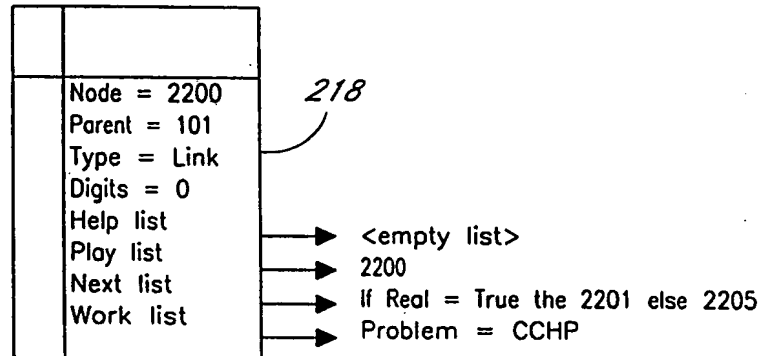 Node = 2200
218
Parent = 101
Type = Link
Digits = 0
Help list
<empty list>
Play list
2200
Next list
If Real = True the 2201 else 2205
Work list
Problem = CCHP